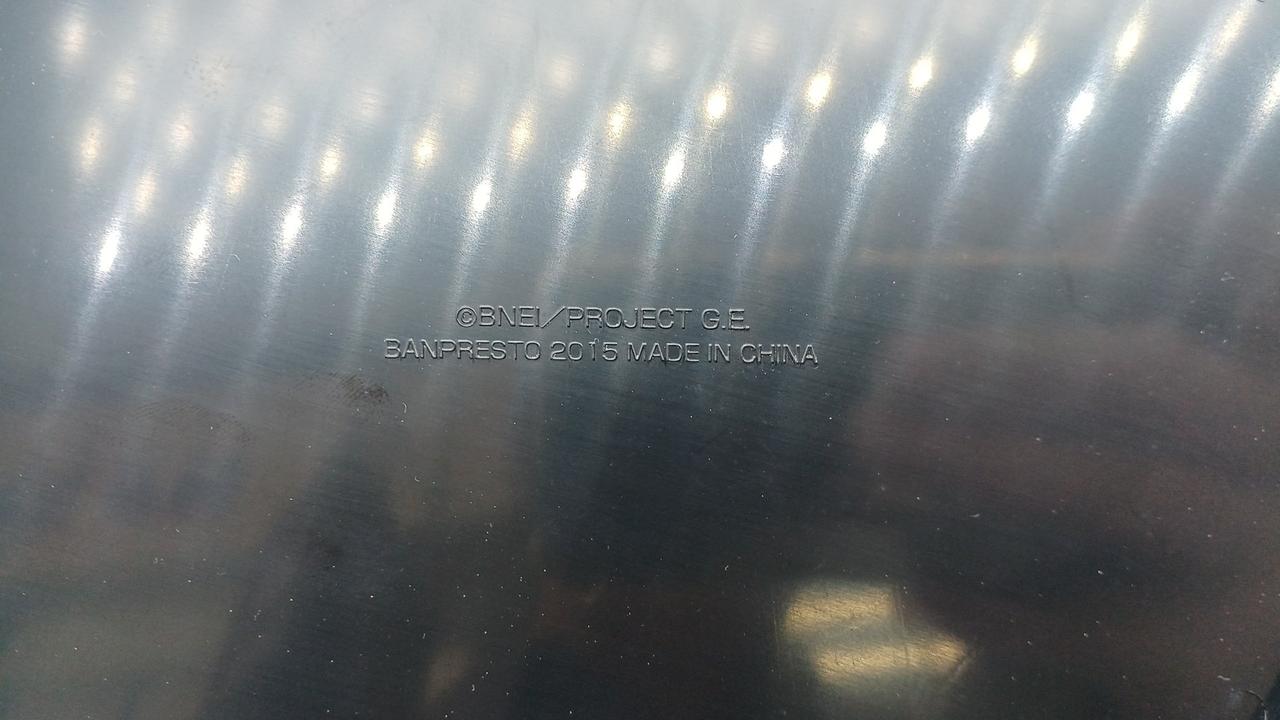 ©BNEI/PROJECT G.E.
BANPRESTO 2015 MADE IN CHINA